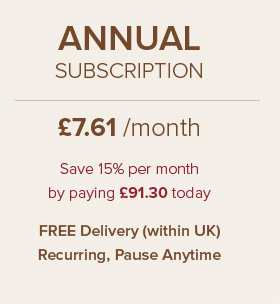 ANNUAL
SUBSCRIPTION
£7.61 /month
Save 15% per month
by paying £91.30 today
FREE Delivery (within UK)
Recurring, Pause Anytime